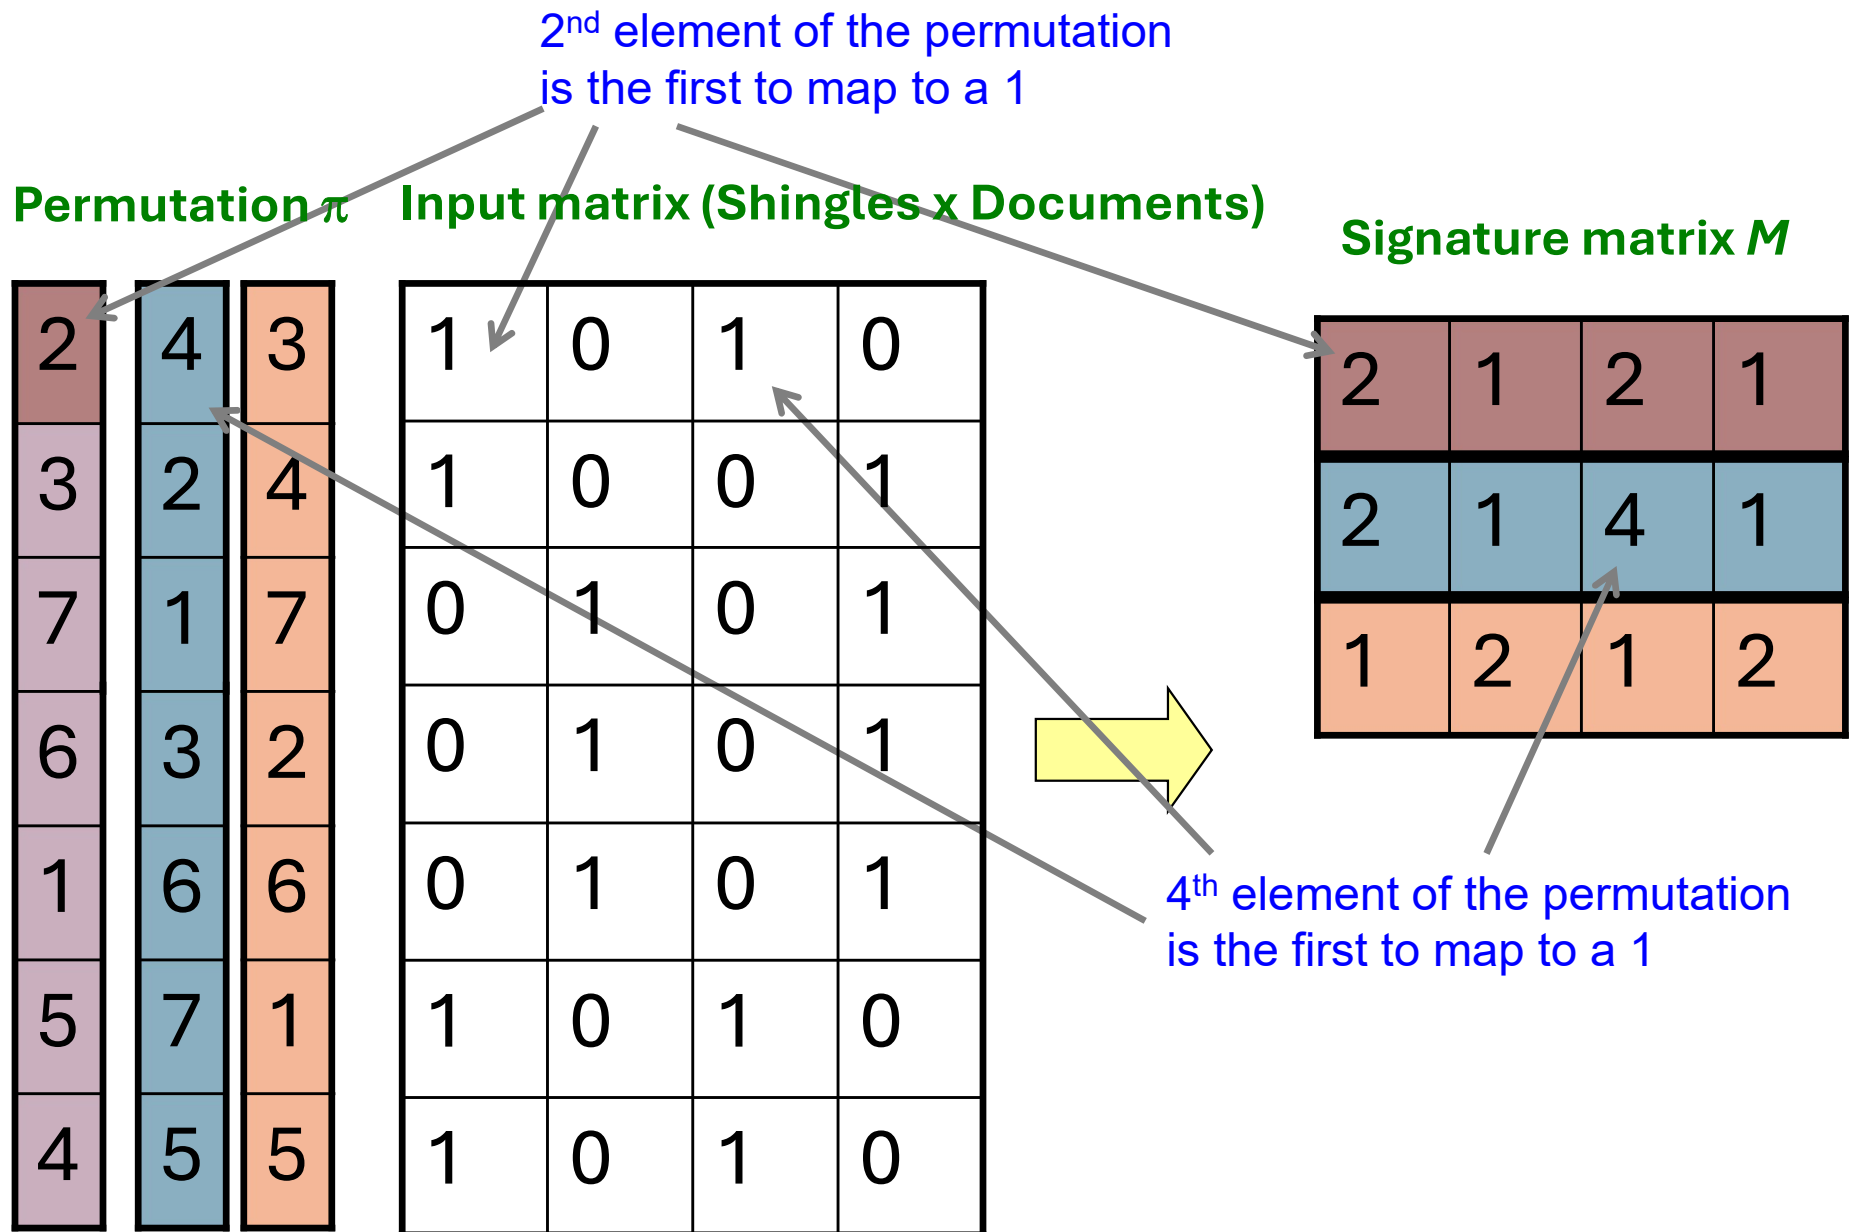 2nd element of the permutation
is the first to map to a 1
Permutation π
Input matrix (Shingles x Documents)
Signature matrix M
2 4 3 1 0 1 0
3 2 4 1 0 0 1
7 1 7 0 1 0 1
6 3 2 0 1 0 1
1 6 6 0 1 0 1
5 7 1 1 0 1 0
4 5 5 1 0 1 0
2 1 2 1
2 1 4 1
1 2 1 2
4th element of the permutation
is the first to map to a 1